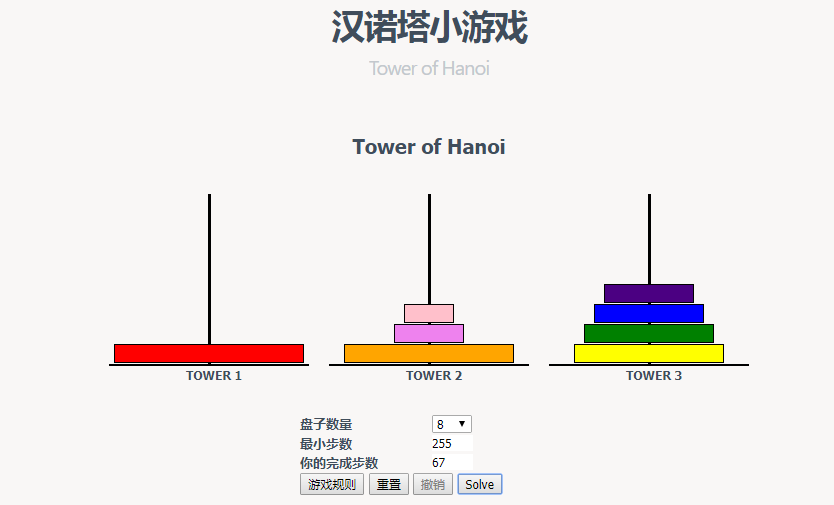 汉诺塔小游戏
Tower of Hanoi
Tower of Hanoi
TOWER 1 TOWER 2 TOWER 3
盘子数量 8
最小步数 255
你的完成步数 67
游戏规则 重置 撤销 Solve